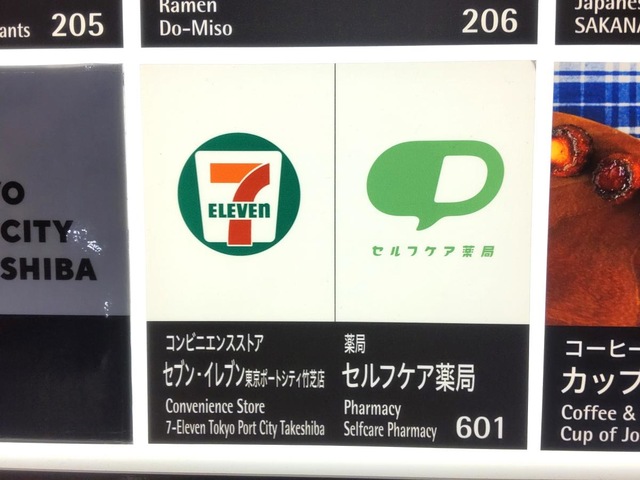 ants 205
Ramen
Do-Miso 206
Japanese
SAKANA
YO
CITY
SHIBA
7
ELEVEN
セルフケア薬局
コンビニエンスストア
セブン-イレブン東京ポートシティ竹芝店
Convenience Store
7-Eleven Tokyo Port City Takeshiba
薬局
セルフケア薬局
Pharmacy
Selfcare Pharmacy 601
コーヒー
カップ
Coffee &
Cup of Jo